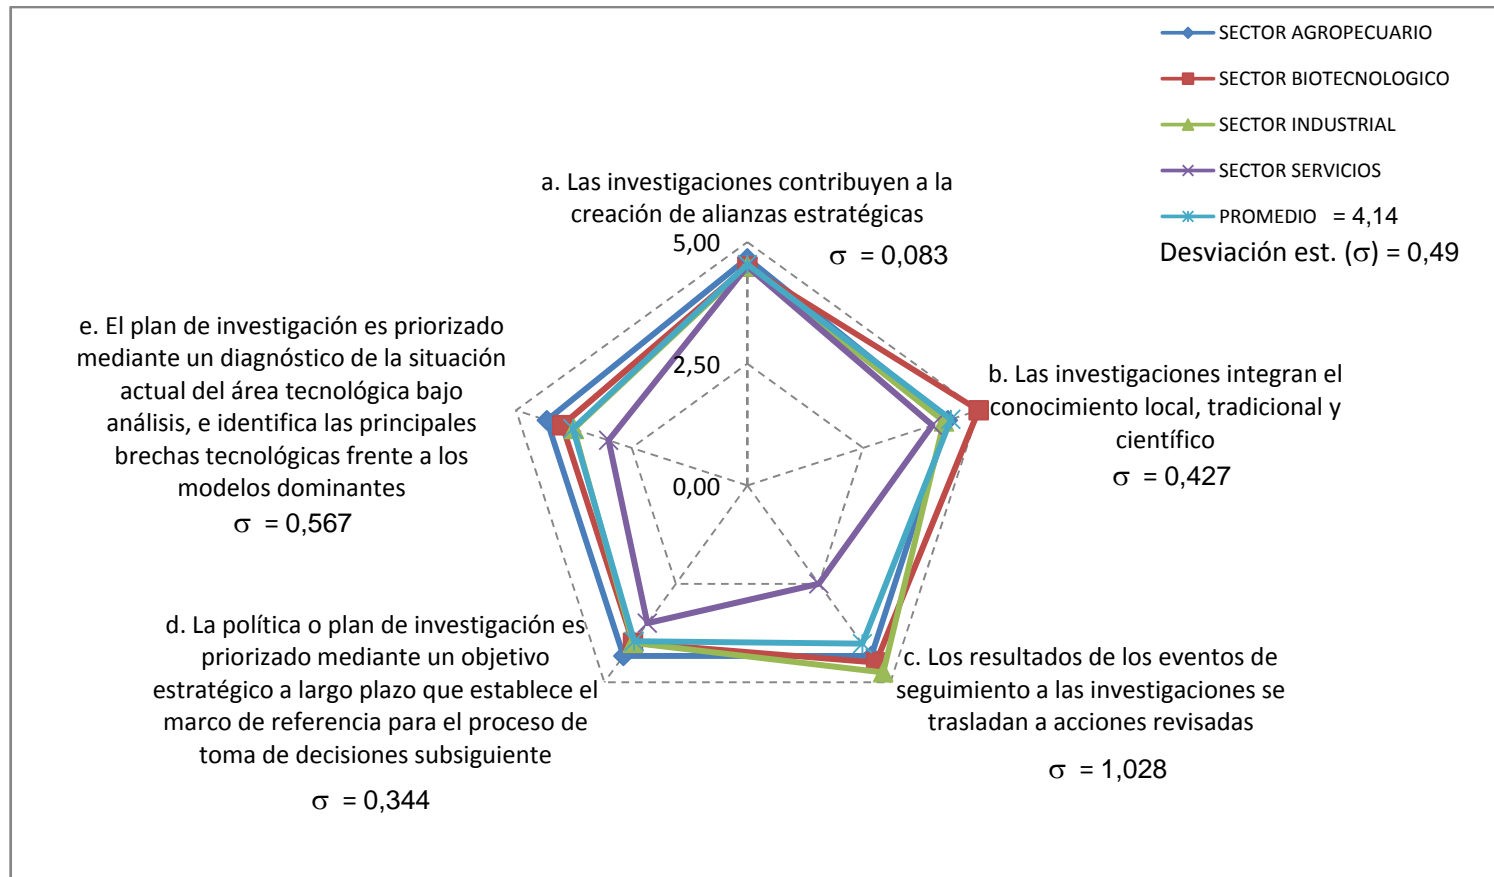 SECTOR AGROPECUARIO
SECTOR BIOTECNOLOGICO
SECTOR INDUSTRIAL
SECTOR SERVICIOS
PROMEDIO = 4,14
Desviación est. (σ) = 0,49
a. Las investigaciones contribuyen a la
creación de alianzas estratégicas
σ = 0,083
5,00
2,50
0,00
b. Las investigaciones integran el
conocimiento local, tradicional y
científico
σ = 0,427
c. Los resultados de los eventos de
seguimiento a las investigaciones se
trasladan a acciones revisadas
σ = 1,028
d. La política o plan de investigación es
priorizado mediante un objetivo
estratégico a largo plazo que establece el
marco de referencia para el proceso de
toma de decisiones subsiguiente
σ = 0,344
e. El plan de investigación es priorizado
mediante un diagnóstico de la situación
actual del área tecnológica bajo
análisis, e identifica las principales
brechas tecnológicas frente a los
modelos dominantes
σ = 0,567